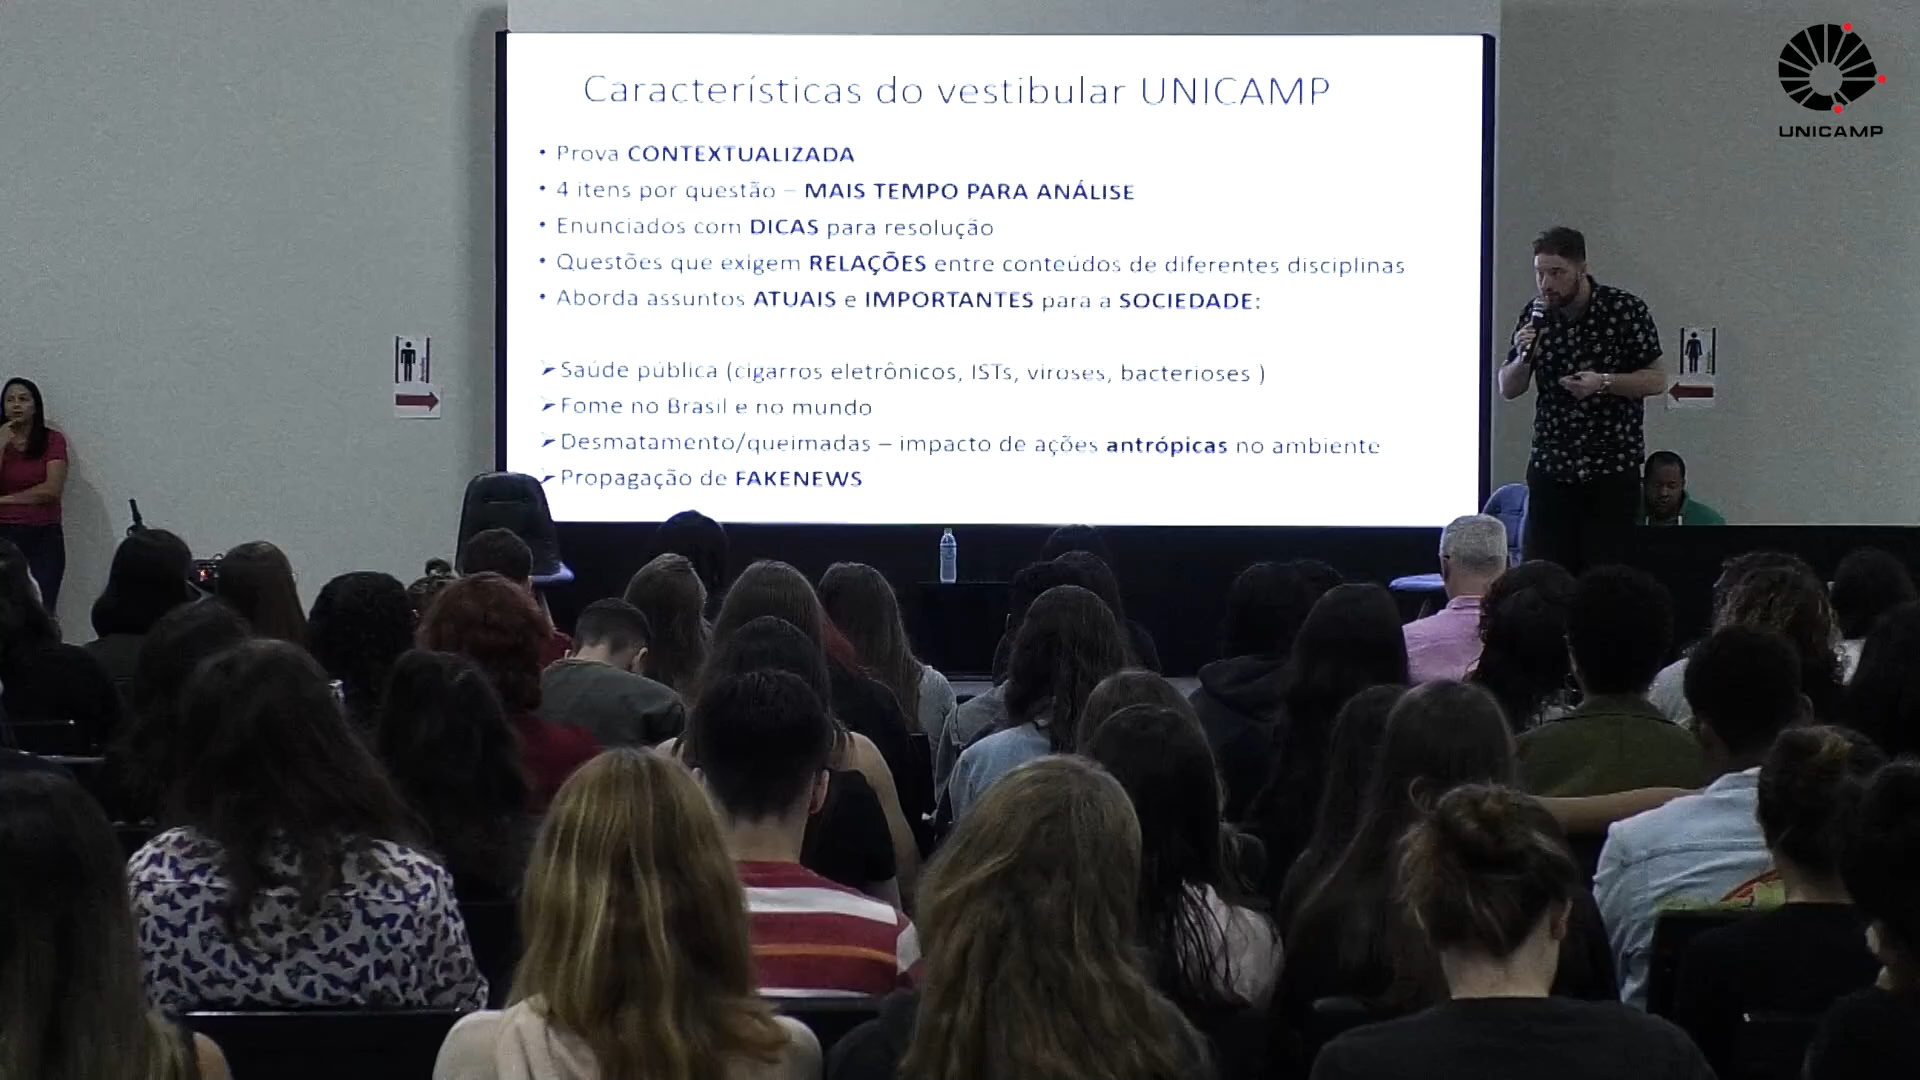 Características do vestibular UNICAMP
• Prova CONTEXTUALIZADA
• 4 itens por questão – MAIS TEMPO PARA ANÁLISE
• Enunciados com DICAS para resolução
• Questões que exigem RELAÇÕES entre conteúdos de diferentes disciplinas
• Aborda assuntos ATUAIS e IMPORTANTES para a SOCIEDADE:
➤Saúde pública (cigarros eletrônicos, ISTs, viroses, bacterioses )
➤Fome no Brasil e no mundo
➤Desmatamento/queimadas – impacto de ações antrópicas no ambiente
➤Propagação de FAKENEWS
UNICAMP